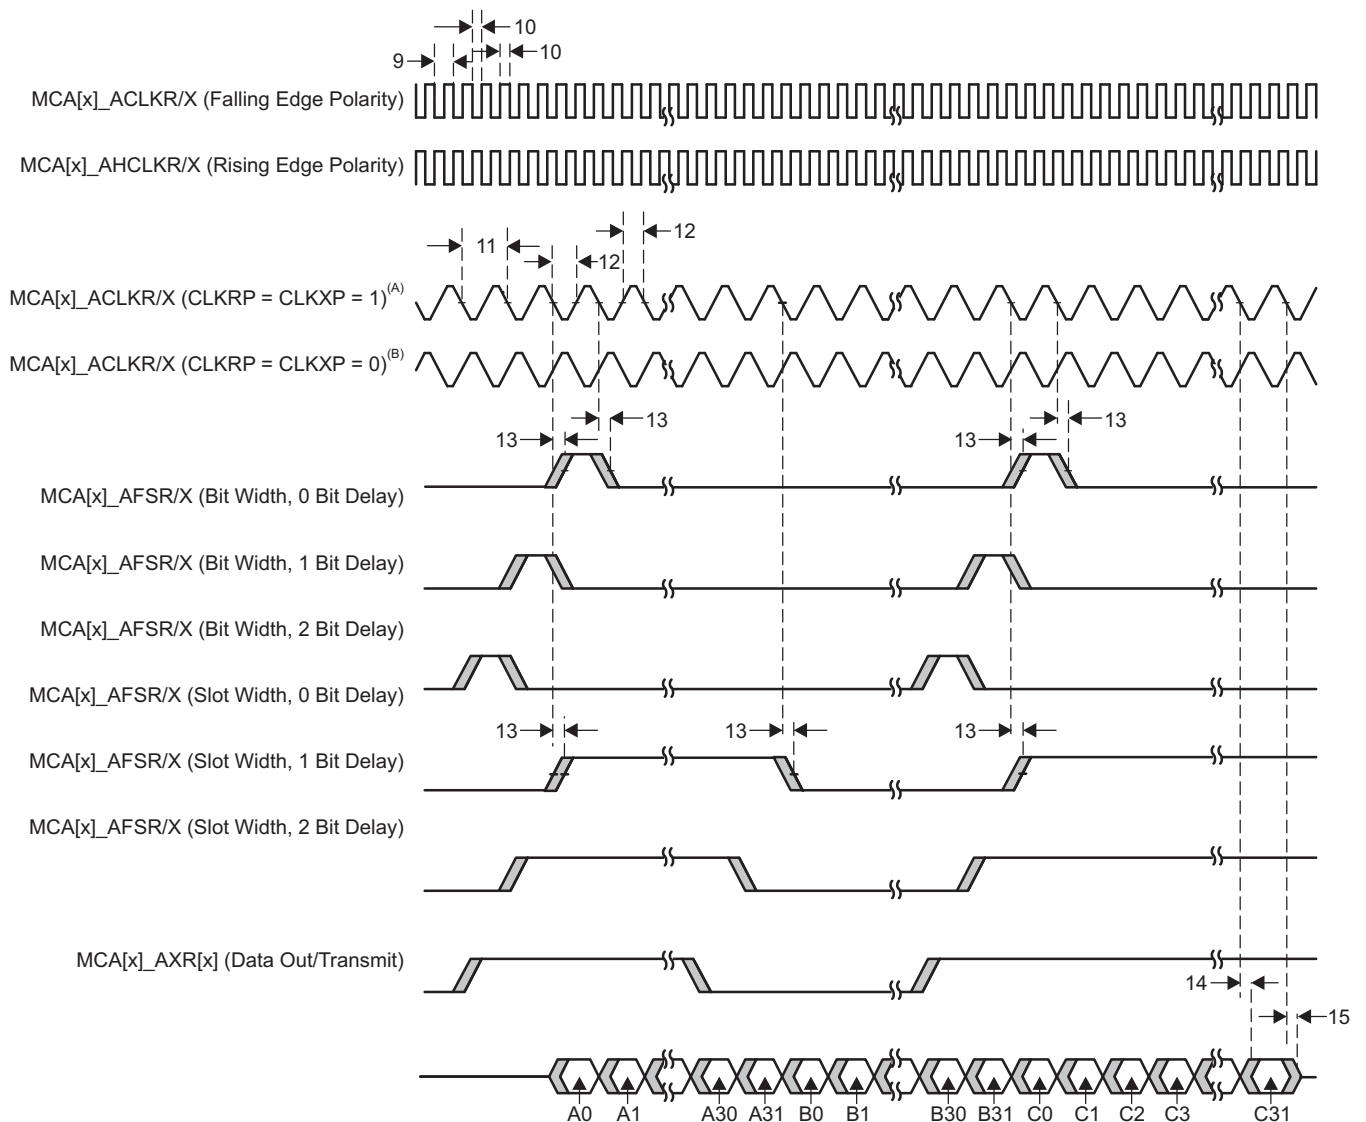 10
9
10
MCA[x]_ACLKR/X (Falling Edge Polarity)
MCA[x]_AHCLKR/X (Rising Edge Polarity)
12
11
12
MCA[x]_ACLKR/X (CLKRP = CLKXP = 1)(A)
MCA[x]_ACLKR/X (CLKRP = CLKXP = 0)(B)
13
13
13
13
MCA[x]_AFSR/X (Bit Width, 0 Bit Delay)
MCA[x]_AFSR/X (Bit Width, 1 Bit Delay)
MCA[x]_AFSR/X (Bit Width, 2 Bit Delay)
MCA[x]_AFSR/X (Slot Width, 0 Bit Delay)
13
13
13
MCA[x]_AFSR/X (Slot Width, 1 Bit Delay)
MCA[x]_AFSR/X (Slot Width, 2 Bit Delay)
MCA[x]_AXR[x] (Data Out/Transmit)
14
15
A0 A1 A30 A31 B0 B1 B30 B31 C0 C1 C2 C3 C31